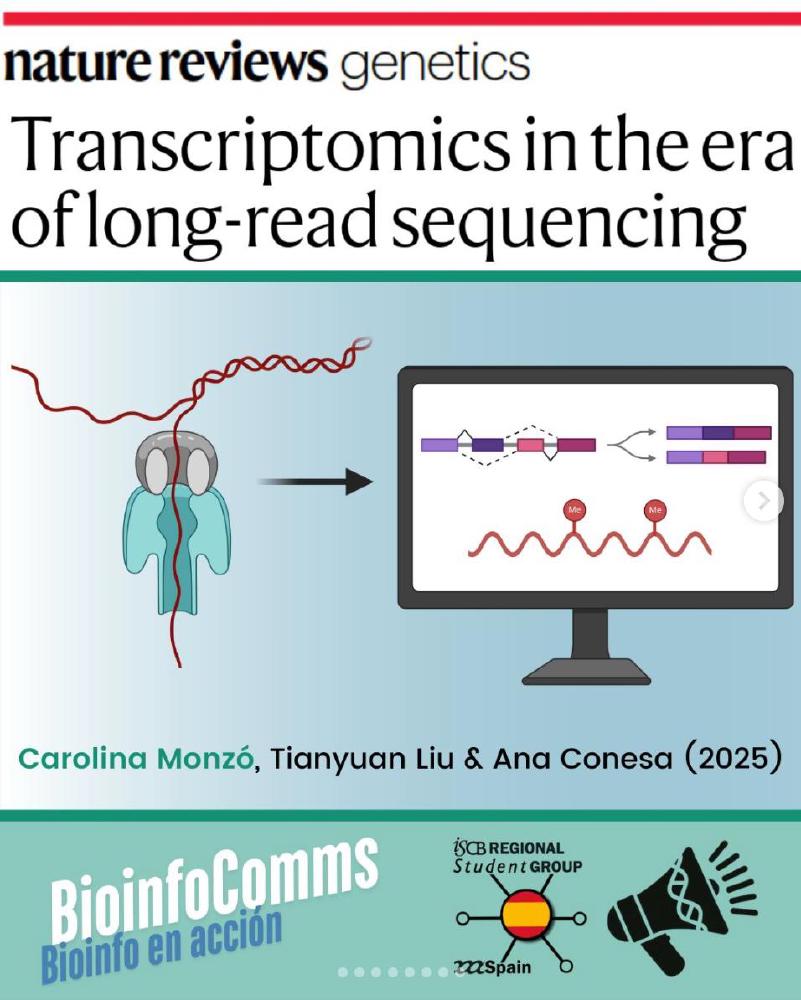 nature reviews genetics
Transcriptomics in the era
of long-read sequencing
Me
Me
Carolina Monzó, Tianyuan Liu & Ana Conesa (2025)
BioinfoComms
Bioinfo en acción
iSCB REGIONAL
Student GROUP
Spain